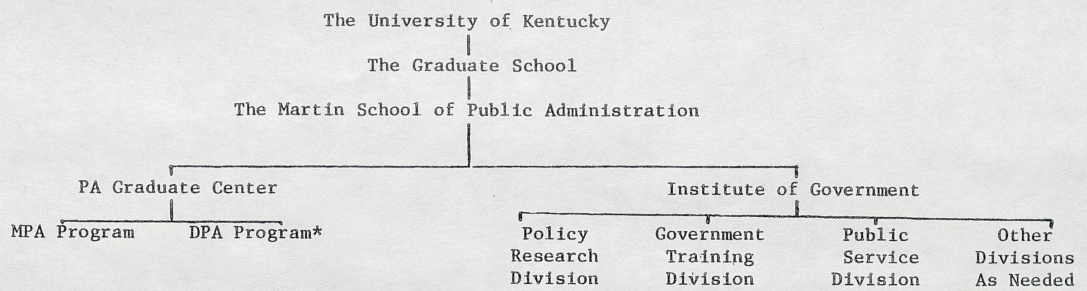 The University of Kentucky
The Graduate School
The Martin School of Public Administration
PA Graduate Center
Institute of Government
MPA Program
DPA Program*
Policy
Research
Division
Government
Training
Division
Public
Service
Division
Other
Divisions
As Needed